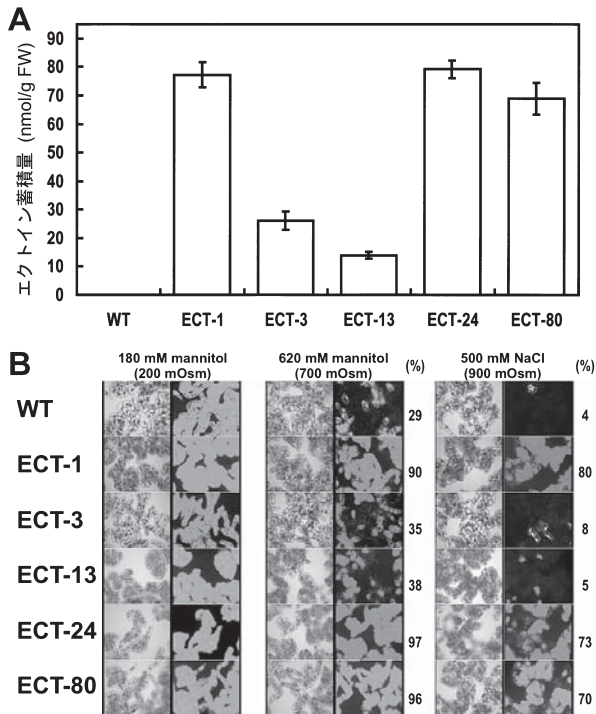 A
エクトイン蓄積量 (nmol/g FW)
90
80
70
60
50
40
30
20
10
0
WT ECT-1 ECT-3 ECT-13 ECT-24 ECT-80
B
180 mM mannitol (200 mOsm)
620 mM mannitol (700 mOsm)
(%)
500 mM NaCl (900 mOsm)
(%)
WT 29 4
ECT-1 90 80
ECT-3 35 8
ECT-13 38 5
ECT-24 97 73
ECT-80 96 70